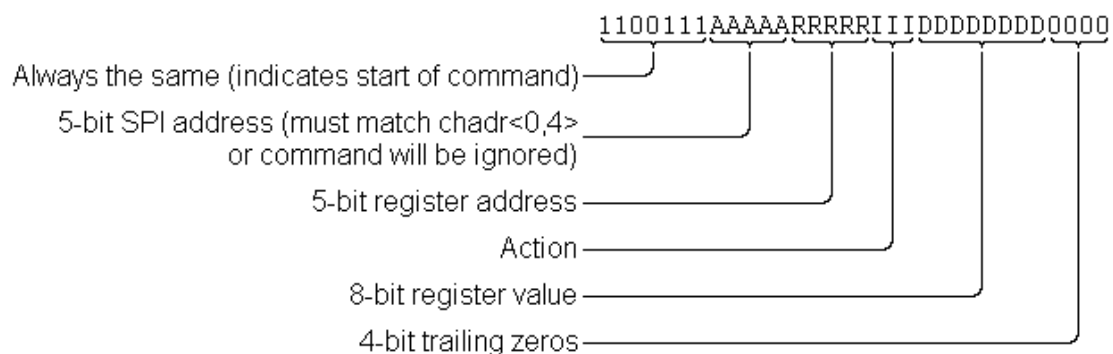 1100111AAAAARRRRRIIIDDDDDDDD0000
Always the same (indicates start of command)
5-bit SPI address (must match chadr<0,4>
or command will be ignored)
5-bit register address
Action
8-bit register value
4-bit trailing zeros